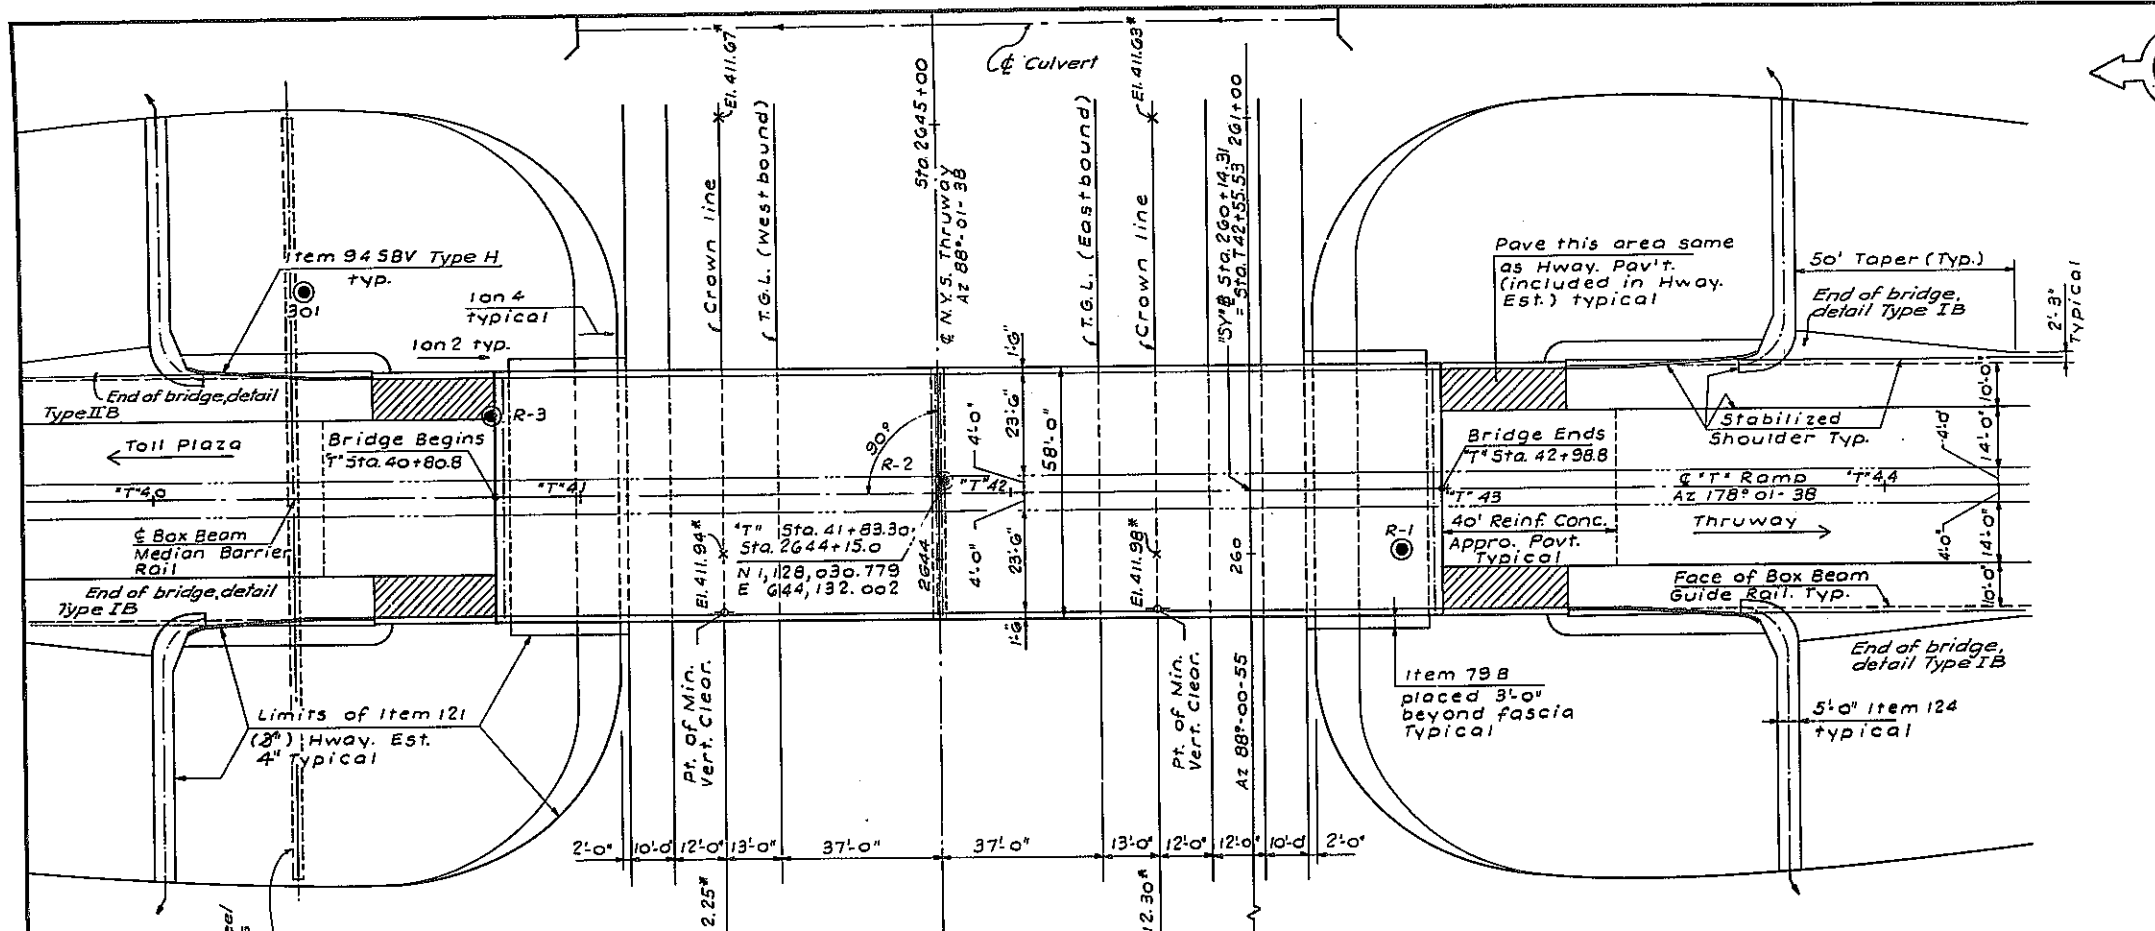 El. 411.67*
Sta. 2645+00
℄ Culvert
El. 411.63*
Crown line
T.G.L. (Westbound)
℄ N.Y.S. Thruway
Az 88°-01-38
T.G.L. (Eastbound)
Crown line
"SY" ℄ Sta. 260+14.31
= Sta. T 42+55.53
261+00
Item 94 SBV Type H
typ.
301
1 on 4
typical
1 on 2 typ.
Pave this area same
as Hway. Pav't.
(included in Hway.
Est.) typical
50' Taper (Typ.)
End of bridge,
detail Type IB
2'-3"
Typical
End of bridge, detail
Type IIB
R-3
Toll Plaza
Bridge Begins
"T" Sta. 40+80.8
90°
R-2
4'-0"
23'-6"
1'-6"
58'-0"
Bridge Ends
"T" Sta. 42+98.8
Stabilized
Shoulder Typ.
10'-0"
14'-0"
4'-0"
"T" 40
"T" 41
"T" 42
"T" 43
℄ "T" Ramp
"T" 44
Az 178° 01-38
℄ Box Beam
Median Barrier
Rail
El. 411.94*
"T" Sta. 41+83.30
Sta. 2644+15.0
N 1,128,030.779
E 644,132.002
2644
4'-0"
23'-6"
1'-6"
El. 411.98*
260
R-1
40' Reinf. Conc.
Appro. Pavt.
Typical
Thruway
4'-0"
14'-0"
10'-0"
End of bridge, detail
Type IB
Face of Box Beam
Guide Rail. Typ.
End of bridge,
detail Type IB
Limits of Item 121
(3") Hway. Est.
4" Typical
Pt. of Min.
Vert. Clear.
Pt. of Min.
Vert. Clear.
Az 88°-00-55
Item 79 B
placed 3'-0"
beyond fascia
Typical
5'-0" Item 124
typical
2'-0" 10'-0 12'-0" 13'-0" 37'-0" 37'-0" 13'-0" 12'-0" 12'-0" 10'-0 2'-0"
2.25*
12.30*